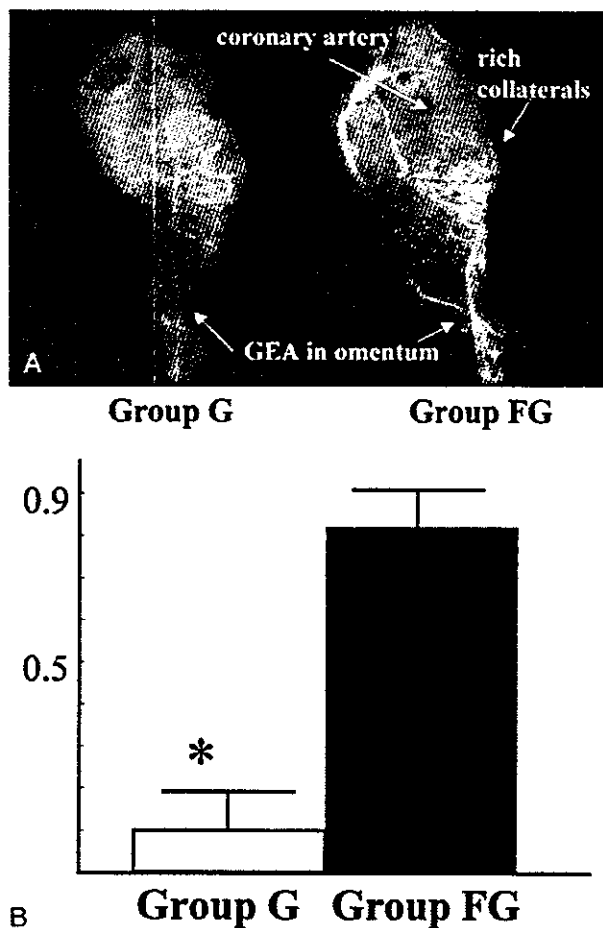 coronary artery
rich
collaterals
GEA in omentum
A
Group G Group FG
0.9
0.5
*
B
Group G Group FG